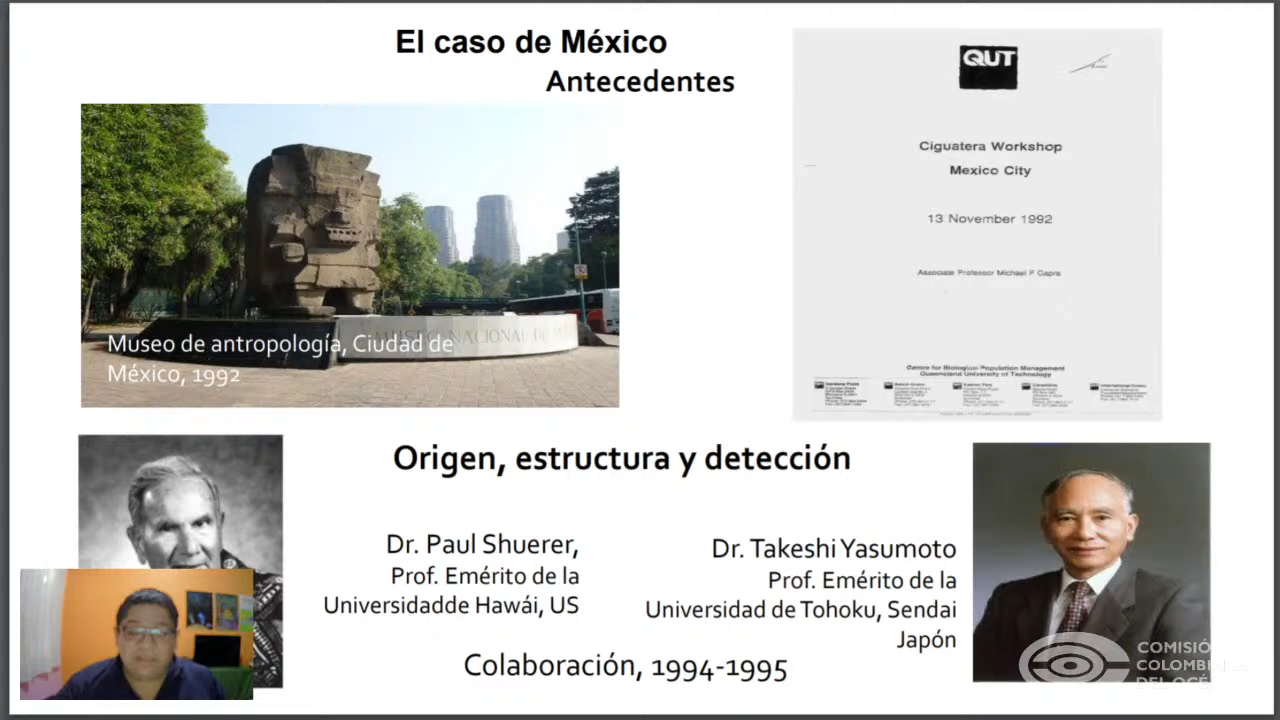 El caso de México
Antecedentes
QUT
Ciguatera Workshop
Mexico City
13 November 1992
Associate Professor Michael F Capra
Centre for Biological Population Management
Queensland University of Technology
MUSEO NACIONAL DE
Museo de antropología, Ciudad de
México, 1992
Origen, estructura y detección
Dr. Paul Shuerer,
Prof. Emérito de la
Universidadde Hawái, US
Dr. Takeshi Yasumoto
Prof. Emérito de la
Universidad de Tohoku, Sendai
Japón
Colaboración, 1994-1995
COMISIÓ
COLOMBI
DEL OCÉ